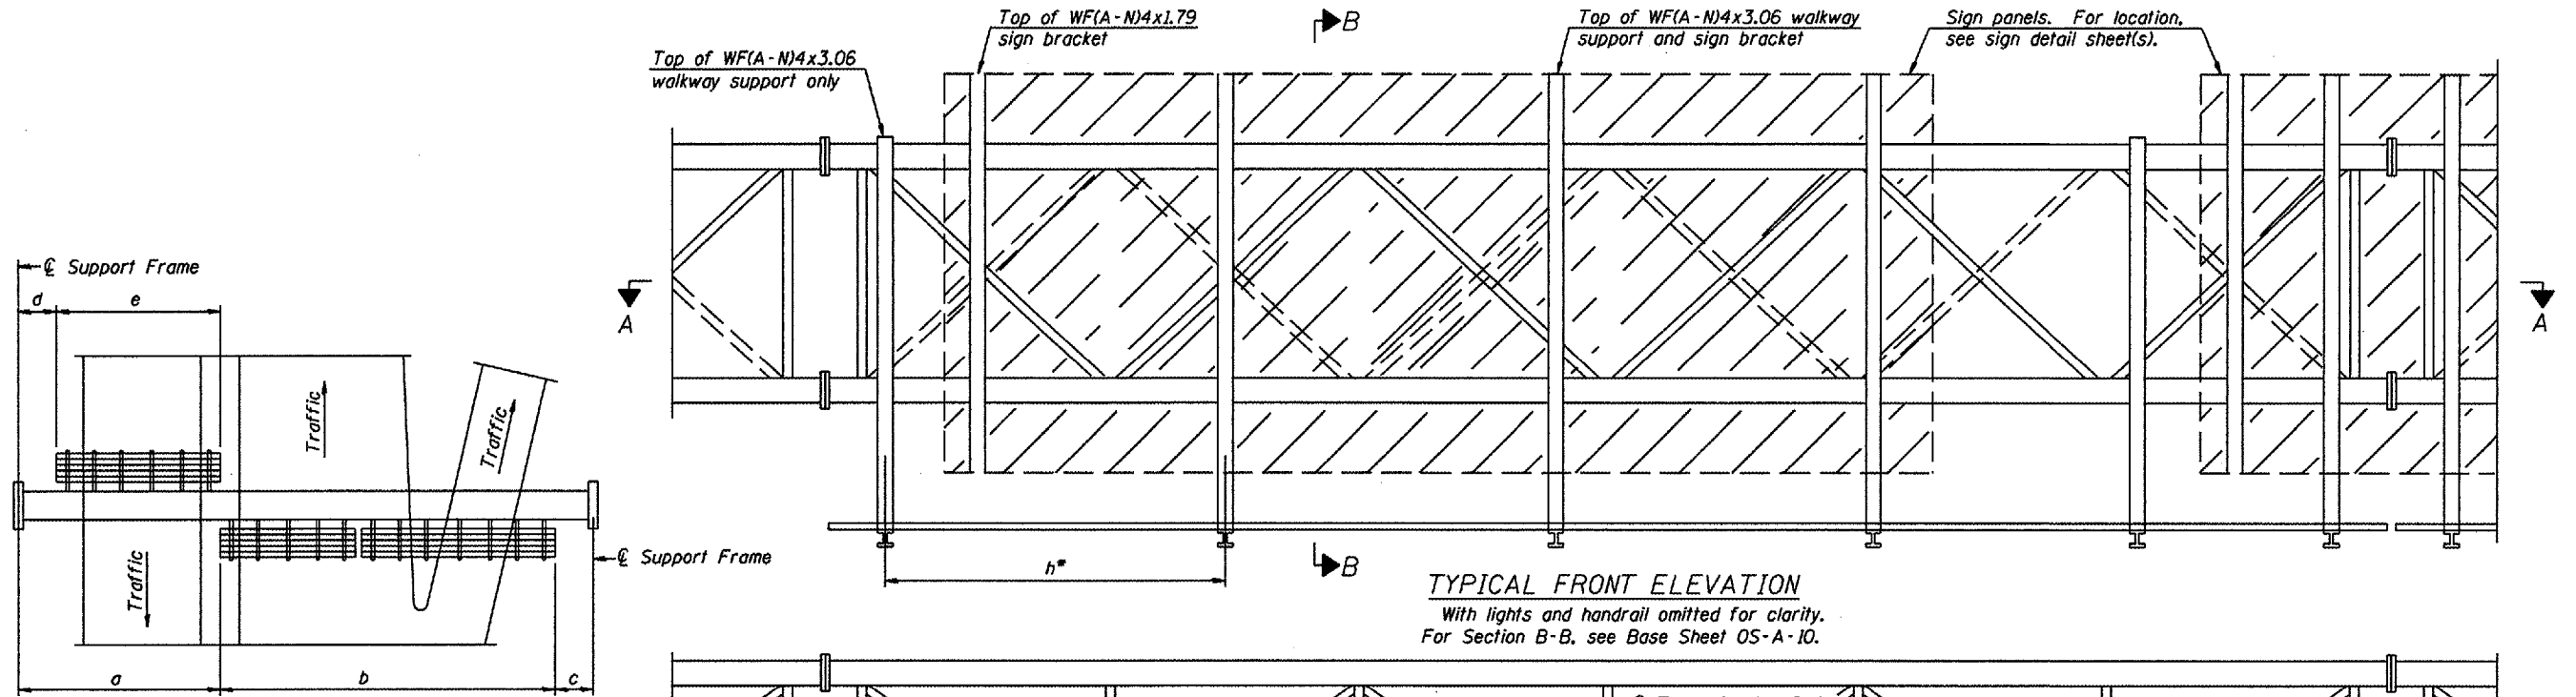 Top of WF(A-N)4x1.79
sign bracket
B
Top of WF(A-N)4x3.06 walkway
support and sign bracket
Sign panels. For location,
see sign detail sheet(s).
Top of WF(A-N)4x3.06
walkway support only
℄ Support Frame
d
e
A
A
Traffic
Traffic
Traffic
℄ Support Frame
h*
B
TYPICAL FRONT ELEVATION
With lights and handrail omitted for clarity.
For Section B-B, see Base Sheet OS-A-10.
a
b
c